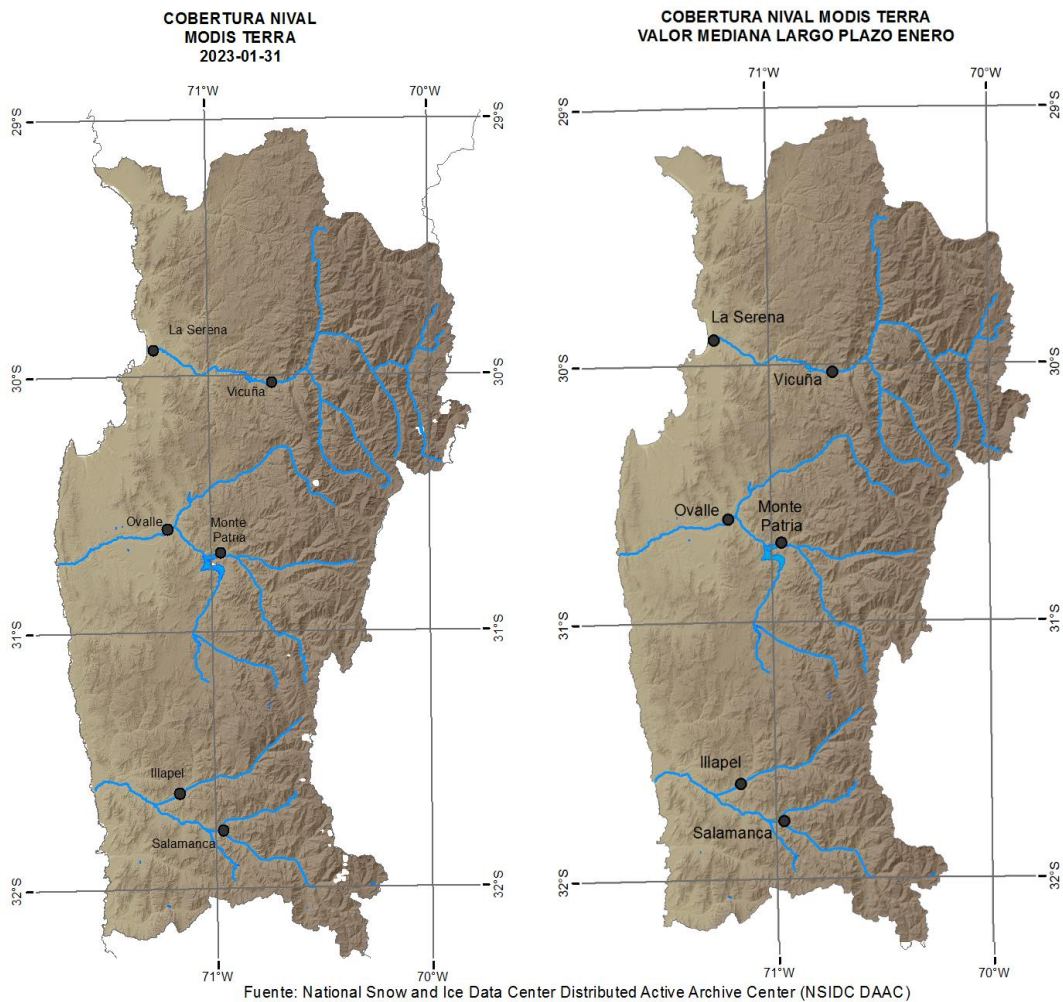 COBERTURA NIVAL
MODIS TERRA
2023-01-31
71°W
70°W
29°S
29°S
La Serena
Vicuña
30°S
30°S
Ovalle
Monte
Patria
31°S
31°S
Illapel
Salamanca
32°S
32°S
71°W
70°W
COBERTURA NIVAL MODIS TERRA
VALOR MEDIANA LARGO PLAZO ENERO
71°W
70°W
29°S
29°S
La Serena
Vicuña
30°S
30°S
Ovalle
Monte
Patria
31°S
31°S
Illapel
Salamanca
32°S
32°S
71°W
70°W
Fuente: National Snow and Ice Data Center Distributed Active Archive Center (NSIDC DAAC)